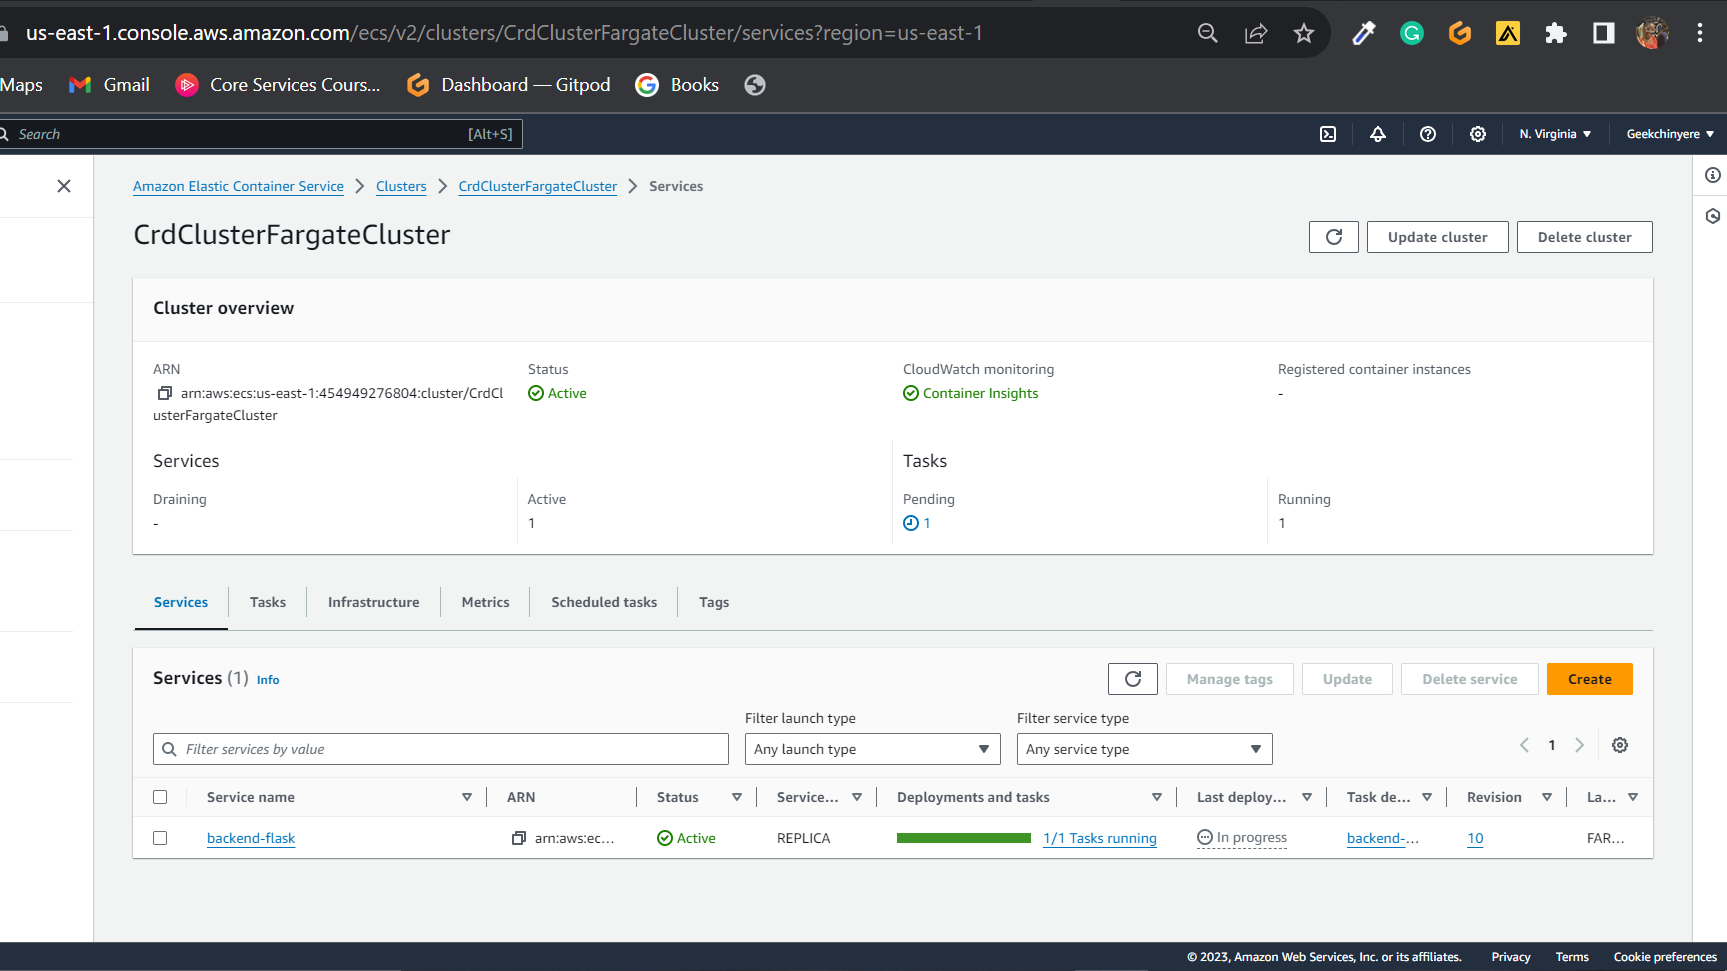 us-east-1.console.aws.amazon.com/ecs/v2/clusters/CrdClusterFargateCluster/services?region=us-east-1
Maps Gmail Core Services Cours... Dashboard — Gitpod Books
Search [Alt+S] N. Virginia Geekchinyere
Amazon Elastic Container Service Clusters CrdClusterFargateCluster Services
CrdClusterFargateCluster
Update cluster Delete cluster
Cluster overview
ARN Status CloudWatch monitoring Registered container instances
arn:aws:ecs:us-east-1:454949276804:cluster/CrdCl Active Container Insights -
usterFargateCluster
Services Tasks
Draining Active Pending Running
- 1 1 1
Services Tasks Infrastructure Metrics Scheduled tasks Tags
Services (1) Info Manage tags Update Delete service Create
Filter launch type Filter service type
Filter services by value Any launch type Any service type 1
Service name ARN Status Service... Deployments and tasks Last deploy... Task de... Revision La...
backend-flask arn:aws:ec... Active REPLICA 1/1 Tasks running In progress backend-... 10 FAR...
© 2023, Amazon Web Services, Inc. or its affiliates. Privacy Terms Cookie preferences